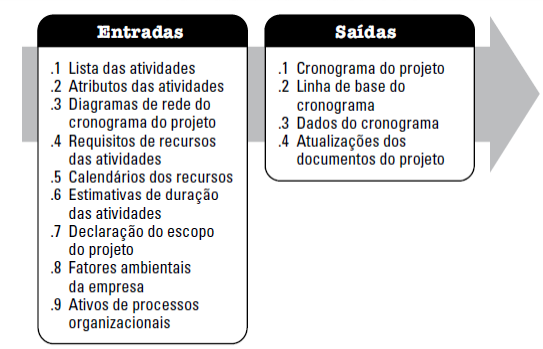 Entradas
.1 Lista das atividades
.2 Atributos das atividades
.3 Diagramas de rede do
cronograma do projeto
.4 Requisitos de recursos
das atividades
.5 Calendários dos recursos
.6 Estimativas de duração
das atividades
.7 Declaração do escopo
do projeto
.8 Fatores ambientais
da empresa
.9 Ativos de processos
organizacionais
Saídas
.1 Cronograma do projeto
.2 Linha de base do
cronograma
.3 Dados do cronograma
.4 Atualizações dos
documentos do projeto